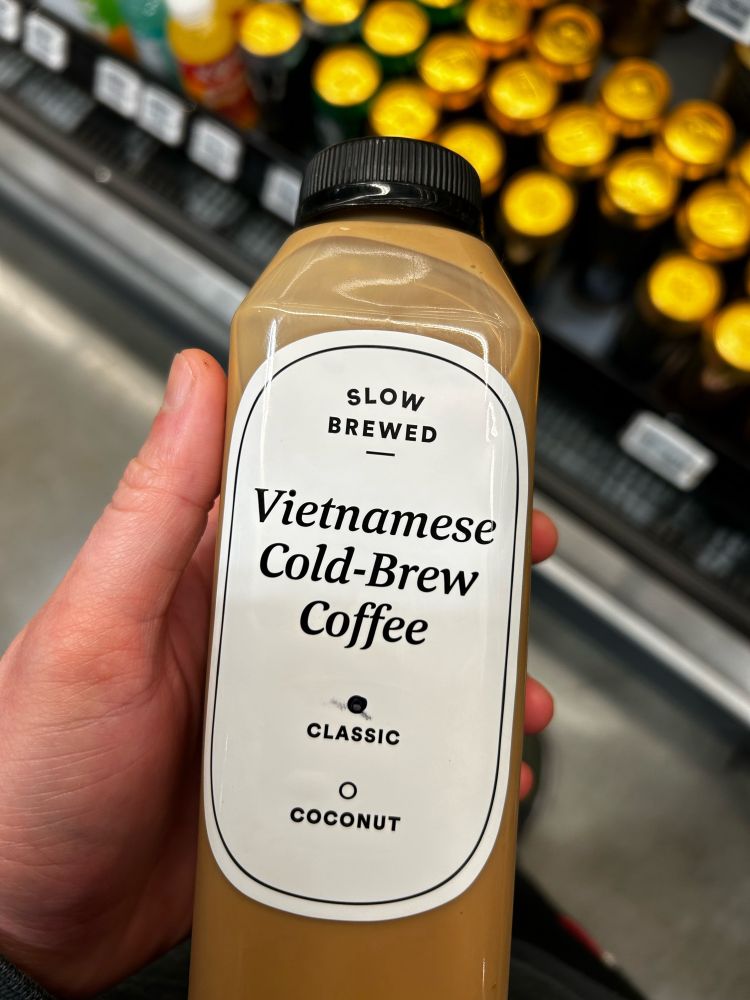 SLOW
BREWED
Vietnamese
Cold-Brew
Coffee
CLASSIC
COCONUT